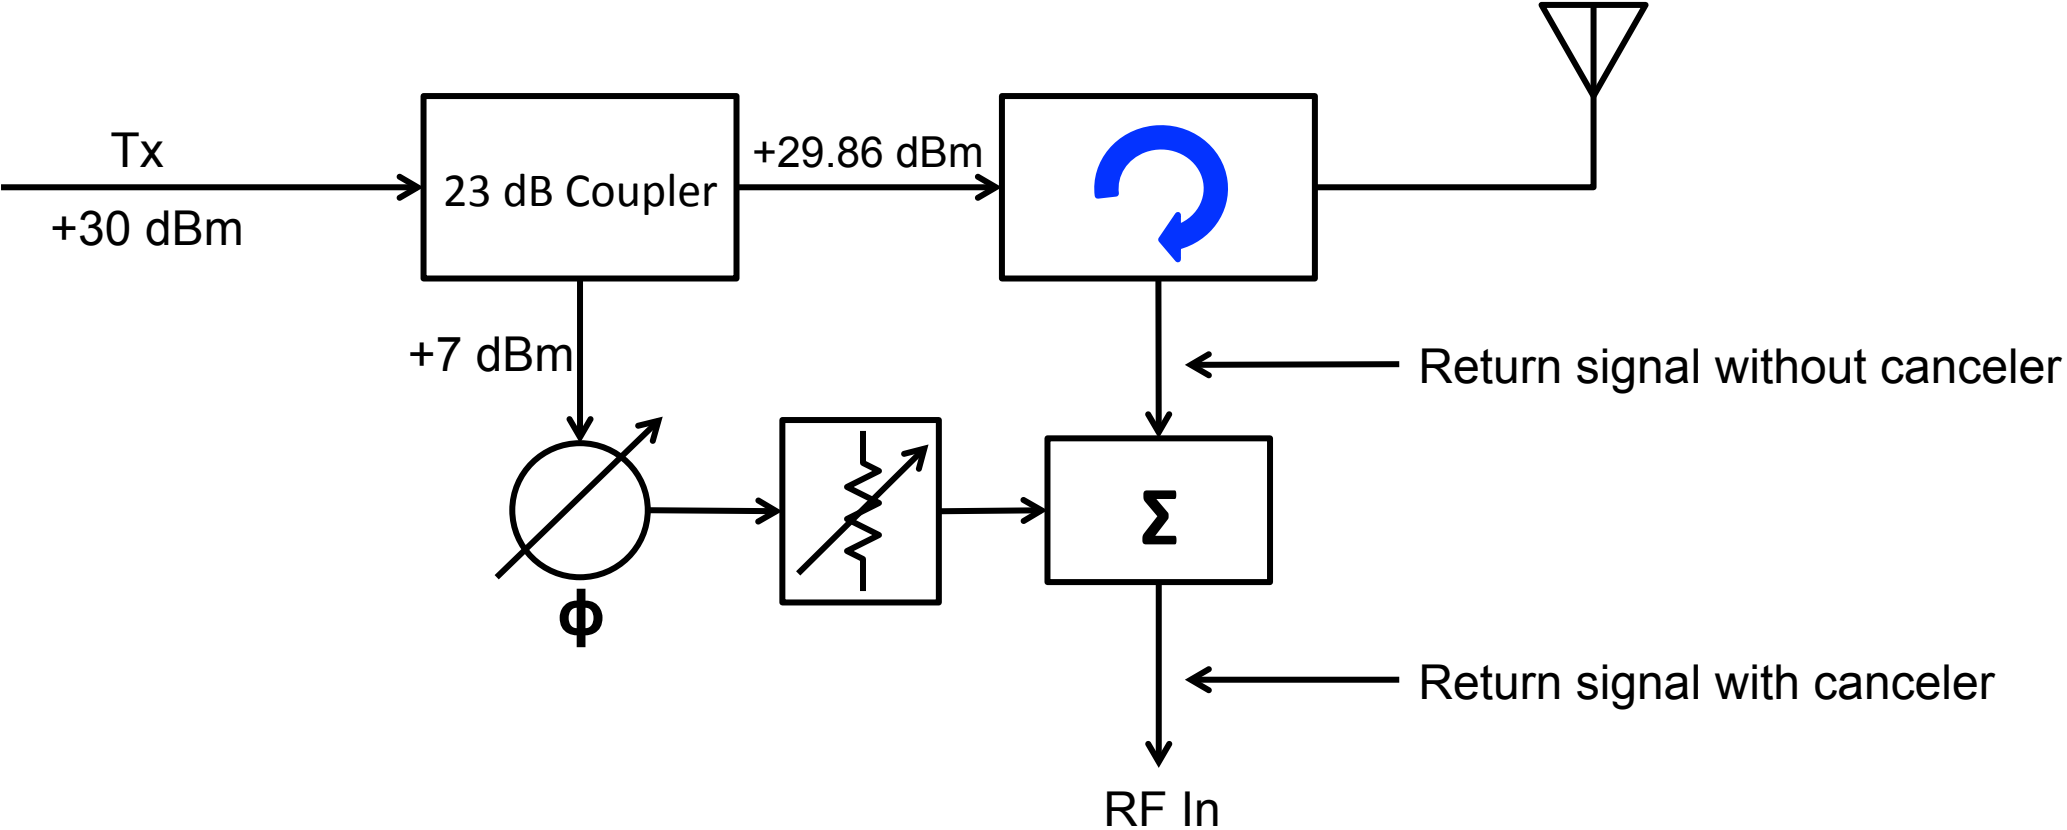 Tx
+30 dBm
23 dB Coupler
+29.86 dBm
+7 dBm
Return signal without canceler
Σ
ϕ
Return signal with canceler
RF In